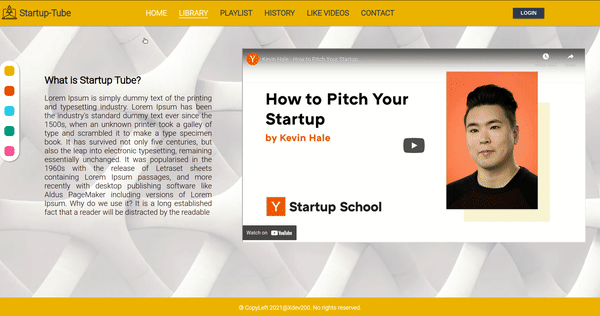 Startup-Tube HOME LIBRARY PLAYLIST HISTORY LIKE VIDEOS CONTACT LOGIN
What is Startup Tube?
Lorem Ipsum is simply dummy text of the printing
and typesetting industry. Lorem Ipsum has been
the industry's standard dummy text ever since the
1500s, when an unknown printer took a galley of
type and scrambled it to make a type specimen
book. It has survived not only five centuries, but
also the leap into electronic typesetting, remaining
essentially unchanged. It was popularised in the
1960s with the release of Letraset sheets
containing Lorem Ipsum passages, and more
recently with desktop publishing software like
Aldus PageMaker including versions of Lorem
Ipsum. Why do we use it? It is a long established
fact that a reader will be distracted by the readable
Kevin Hale - How to Pitch Your Startup
How to Pitch Your
Startup
by Kevin Hale
Y Startup School
Watch on YouTube
© CopyLeft 2021@Xdev200. No rights reserved.